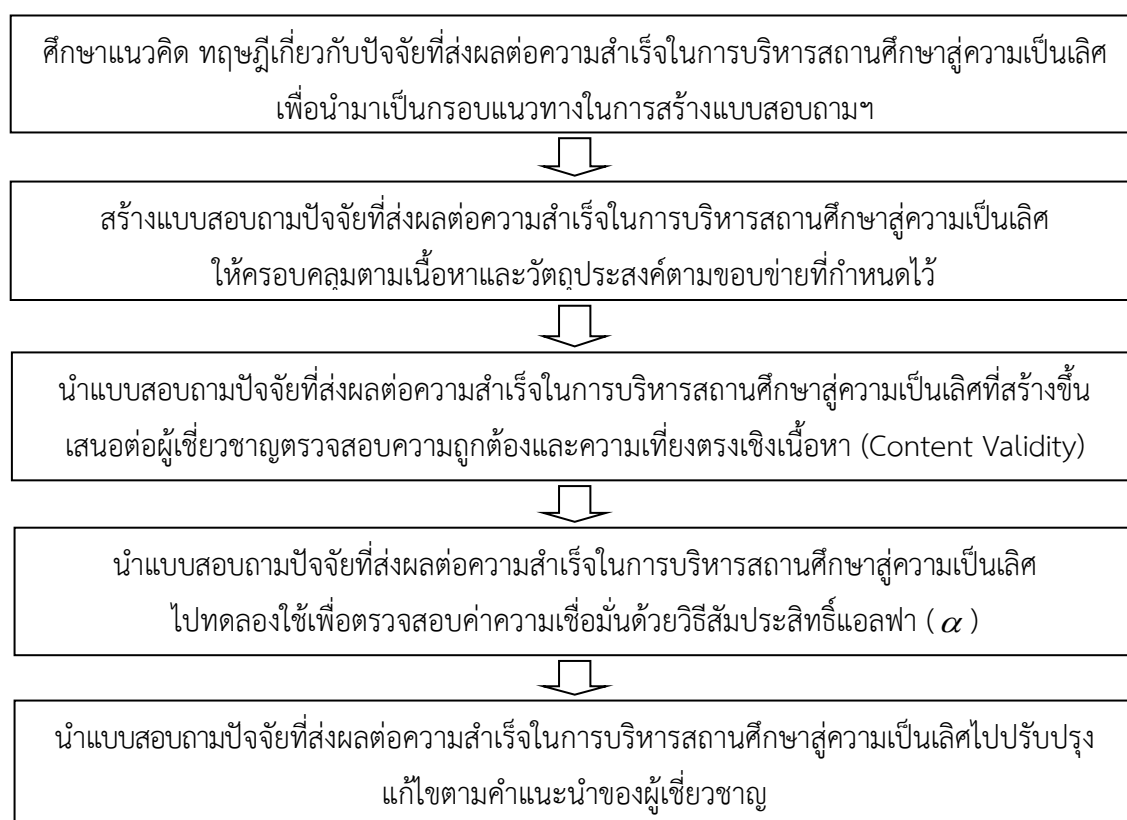 ศึกษาแนวคิด ทฤษฎีเกี่ยวกับปัจจัยที่ส่งผลต่อความสำเร็จในการบริหารสถานศึกษาสู่ความเป็นเลิศ
เพื่อนำมาเป็นกรอบแนวทางในการสร้างแบบสอบถามฯ
สร้างแบบสอบถามปัจจัยที่ส่งผลต่อความสำเร็จในการบริหารสถานศึกษาสู่ความเป็นเลิศ
ให้ครอบคลุมตามเนื้อหาและวัตถุประสงค์ตามขอบข่ายที่กำหนดไว้
นำแบบสอบถามปัจจัยที่ส่งผลต่อความสำเร็จในการบริหารสถานศึกษาสู่ความเป็นเลิศที่สร้างขึ้น
เสนอต่อผู้เชี่ยวชาญตรวจสอบความถูกต้องและความเที่ยงตรงเชิงเนื้อหา (Content Validity)
นำแบบสอบถามปัจจัยที่ส่งผลต่อความสำเร็จในการบริหารสถานศึกษาสู่ความเป็นเลิศ
ไปทดลองใช้เพื่อตรวจสอบค่าความเชื่อมั่นด้วยวิธีสัมประสิทธิ์แอลฟา (α)
นำแบบสอบถามปัจจัยที่ส่งผลต่อความสำเร็จในการบริหารสถานศึกษาสู่ความเป็นเลิศไปปรับปรุง
แก้ไขตามคำแนะนำของผู้เชี่ยวชาญ